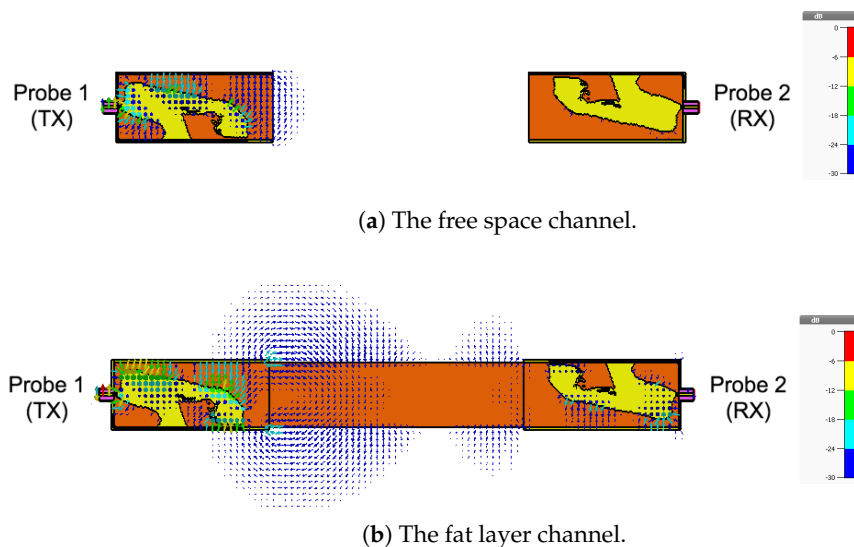 dB
0
-6
-12
-18
-24
-30
Probe 1
(TX)
Probe 2
(RX)
(a) The free space channel.
dB
0
-6
-12
-18
-24
-30
Probe 1
(TX)
Probe 2
(RX)
(b) The fat layer channel.